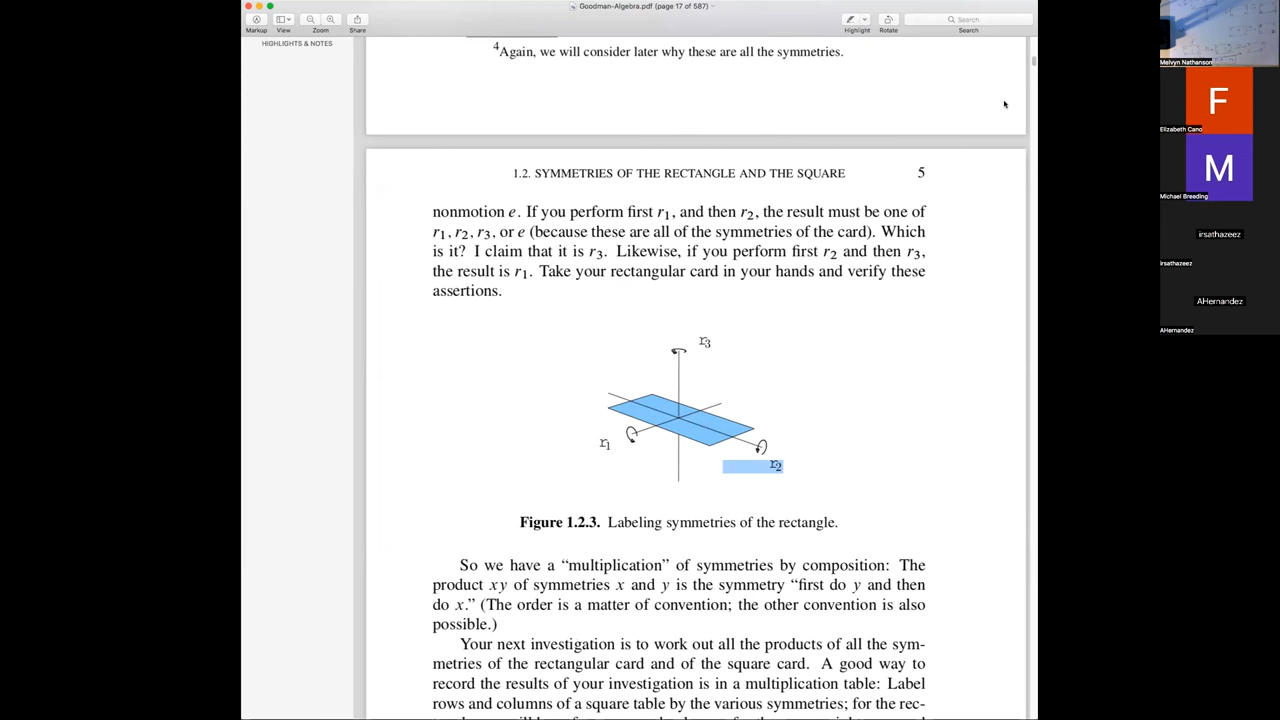 Goodman-Algebra.pdf (page 17 of 587)
Markup
View
Zoom
Share
Highlight
Rotate
Search
Search
HIGHLIGHTS & NOTES
4Again, we will consider later why these are all the symmetries.
1.2. SYMMETRIES OF THE RECTANGLE AND THE SQUARE 5
nonmotion e. If you perform first r1, and then r2, the result must be one of
r1, r2, r3, or e (because these are all of the symmetries of the card). Which
is it? I claim that it is r3. Likewise, if you perform first r2 and then r3,
the result is r1. Take your rectangular card in your hands and verify these
assertions.
r3
r1
r2
Figure 1.2.3. Labeling symmetries of the rectangle.
So we have a “multiplication” of symmetries by composition: The
product xy of symmetries x and y is the symmetry “first do y and then
do x.” (The order is a matter of convention; the other convention is also
possible.)
Your next investigation is to work out all the products of all the sym-
metries of the rectangular card and of the square card. A good way to
record the results of your investigation is in a multiplication table: Label
rows and columns of a square table by the various symmetries; for the rec-
Melvyn Nathanson
F
Elizabeth Cano
M
Michael Breeding
irsathazeez
irsathazeez
AHernandez
AHernandez